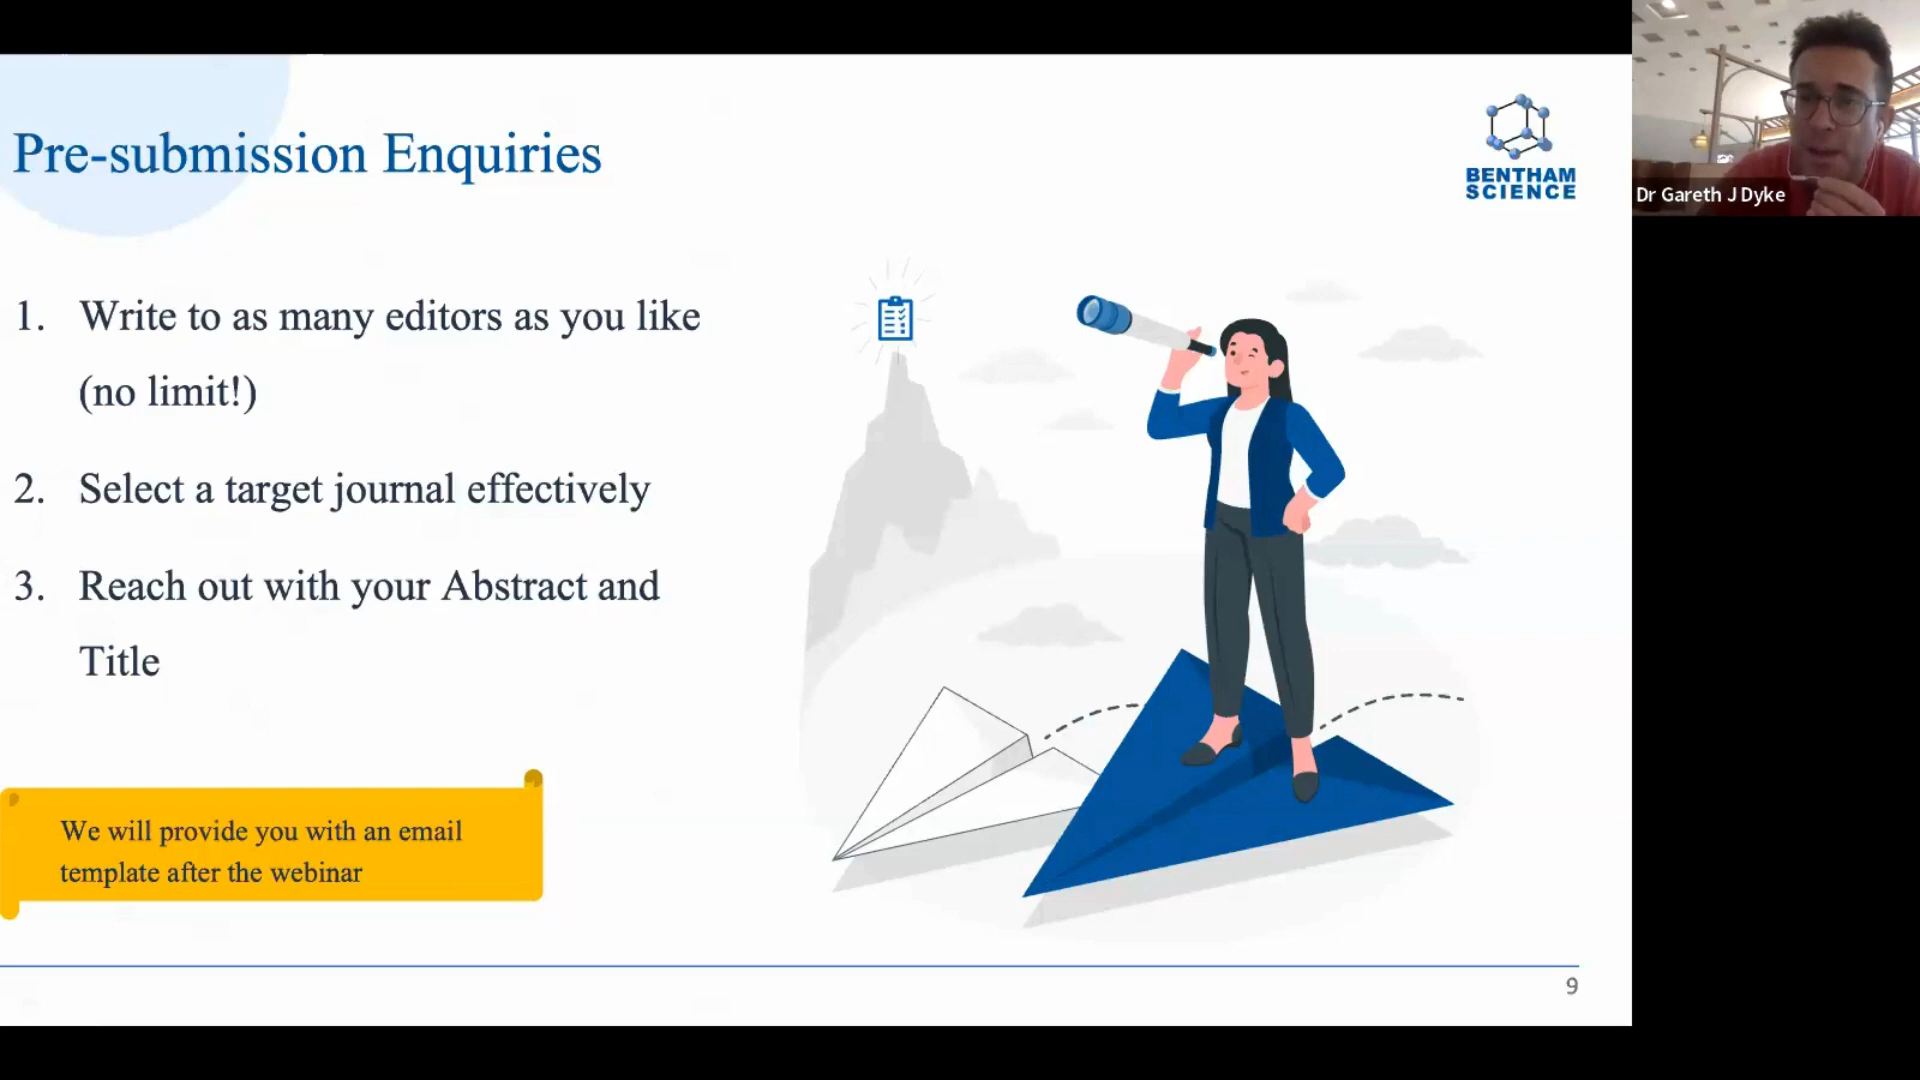 Pre-submission Enquiries
BENTHAM
SCIENCE
Dr Gareth J Dyke
1. Write to as many editors as you like
(no limit!)
2. Select a target journal effectively
3. Reach out with your Abstract and
Title
We will provide you with an email
template after the webinar
9